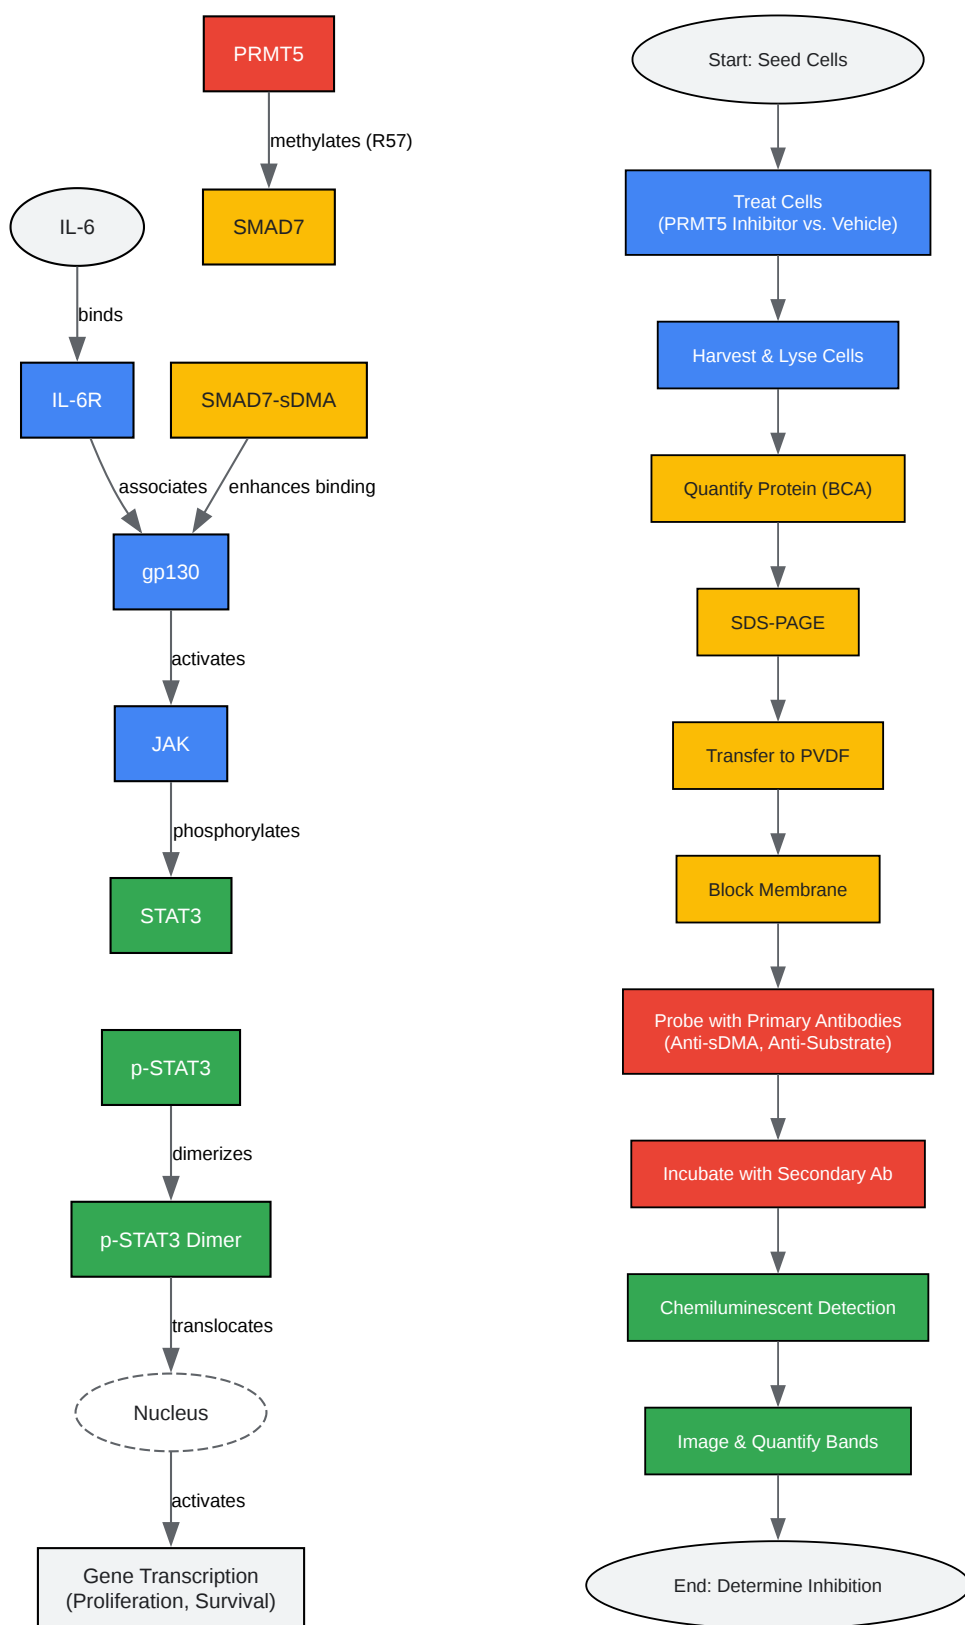 PRMT5
methylates (R57)
SMAD7
IL-6
binds
IL-6R
SMAD7-sDMA
associates
enhances binding
gp130
activates
JAK
phosphorylates
STAT3
p-STAT3
dimerizes
p-STAT3 Dimer
translocates
Nucleus
activates
Gene Transcription
(Proliferation, Survival)
Start: Seed Cells
Treat Cells
(PRMT5 Inhibitor vs. Vehicle)
Harvest & Lyse Cells
Quantify Protein (BCA)
SDS-PAGE
Transfer to PVDF
Block Membrane
Probe with Primary Antibodies
(Anti-sDMA, Anti-Substrate)
Incubate with Secondary Ab
Chemiluminescent Detection
Image & Quantify Bands
End: Determine Inhibition